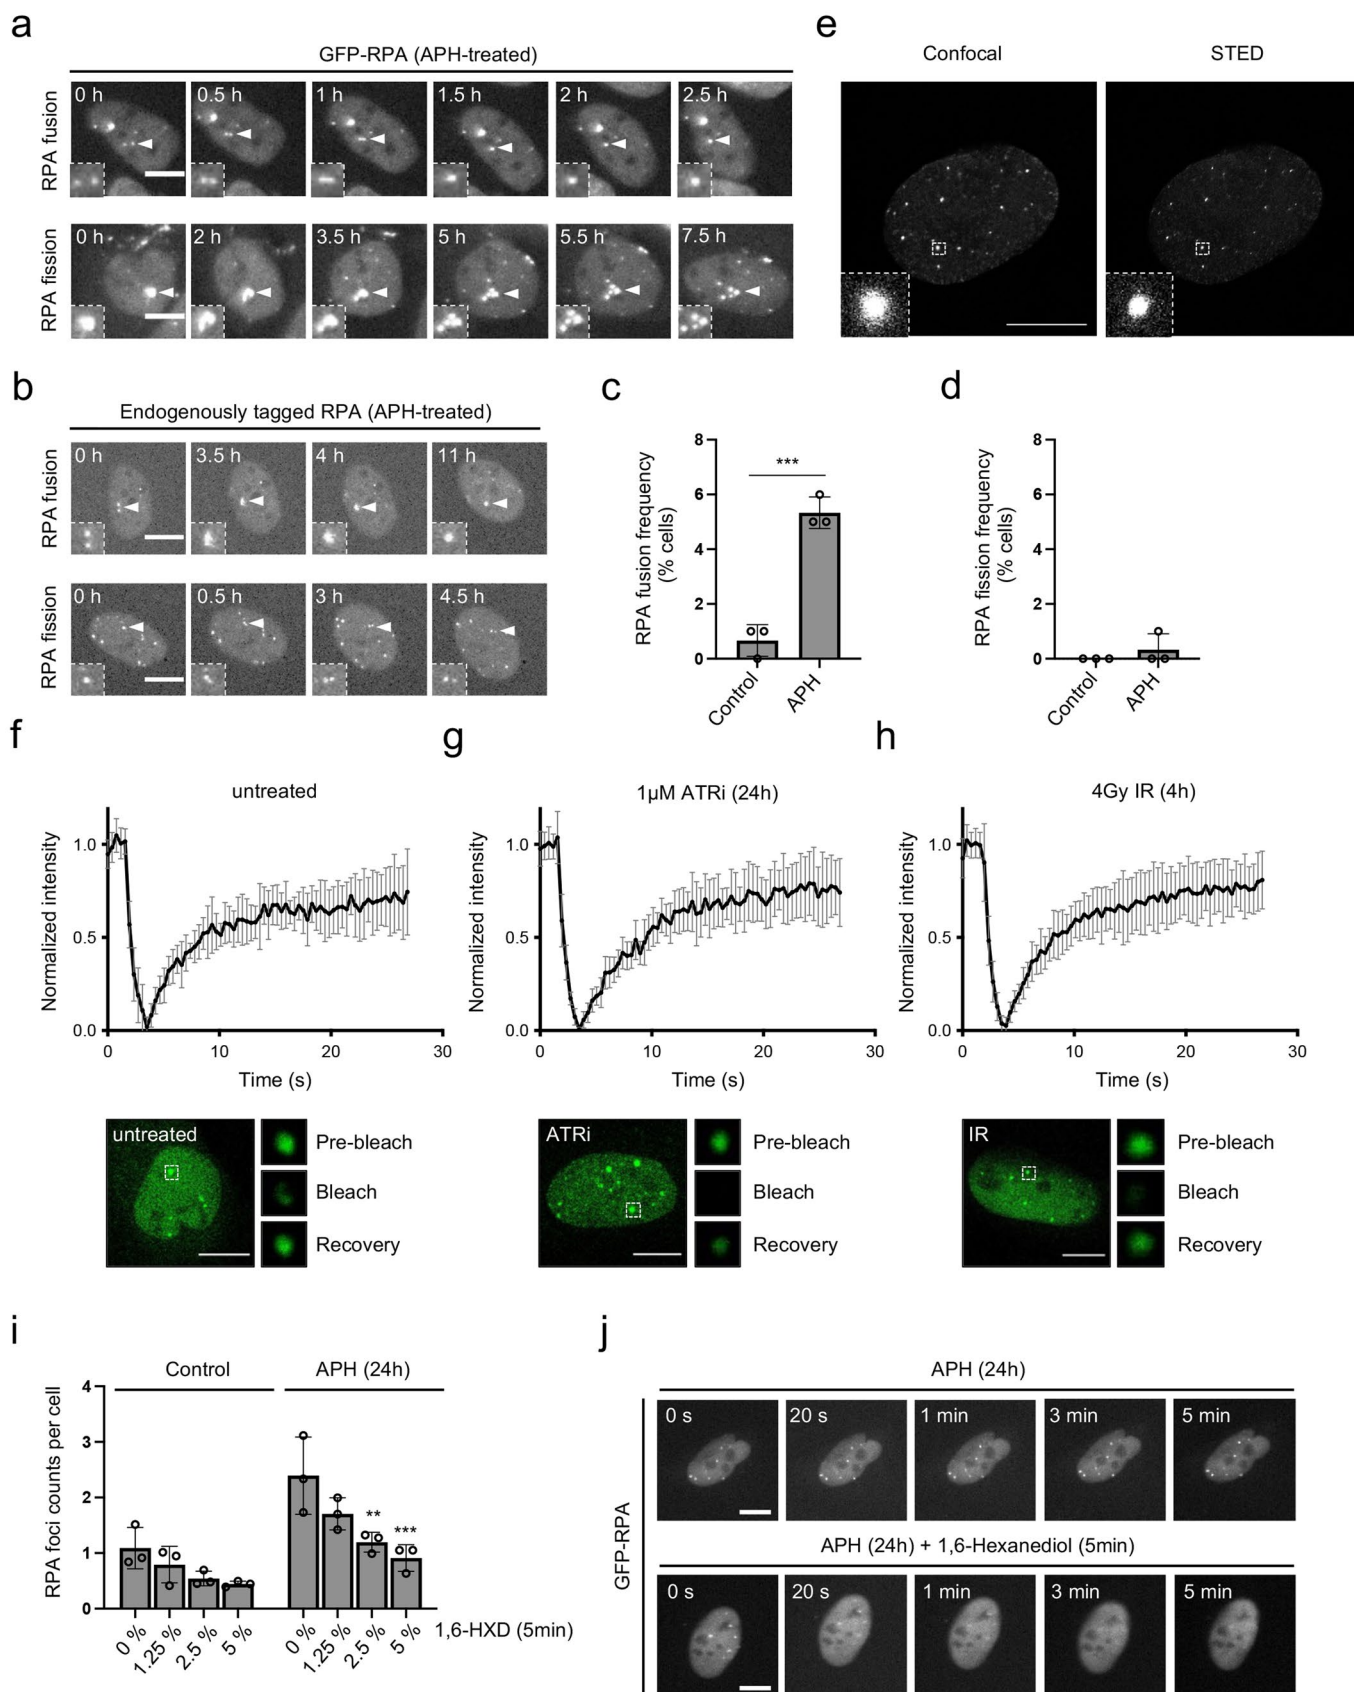 a
GFP-RPA (APH-treated)
RPA fusion
0 h
0.5 h
1 h
1.5 h
2 h
2.5 h
RPA fission
0 h
2 h
3.5 h
5 h
5.5 h
7.5 h
e
Confocal
STED
b
Endogenously tagged RPA (APH-treated)
RPA fusion
0 h
3.5 h
4 h
11 h
RPA fission
0 h
0.5 h
3 h
4.5 h
c
RPA fusion frequency
(% cells)
8
6
4
2
0
***
Control
APH
d
RPA fission frequency
(% cells)
8
6
4
2
0
Control
APH
f
untreated
Normalized intensity
1.0
0.5
0.0
0
10
20
30
Time (s)
untreated
Pre-bleach
Bleach
Recovery
g
1µM ATRi (24h)
Normalized intensity
1.0
0.5
0.0
0
10
20
30
Time (s)
ATRi
Pre-bleach
Bleach
Recovery
h
4Gy IR (4h)
Normalized intensity
1.0
0.5
0.0
0
10
20
30
Time (s)
IR
Pre-bleach
Bleach
Recovery
i
Control
APH (24h)
RPA foci counts per cell
4
3
2
1
0
**
***
0 %
1.25 %
2.5 %
5 %
0 %
1.25 %
2.5 %
5 %
1,6-HXD (5min)
j
APH (24h)
GFP-RPA
0 s
20 s
1 min
3 min
5 min
APH (24h) + 1,6-Hexanediol (5min)
0 s
20 s
1 min
3 min
5 min